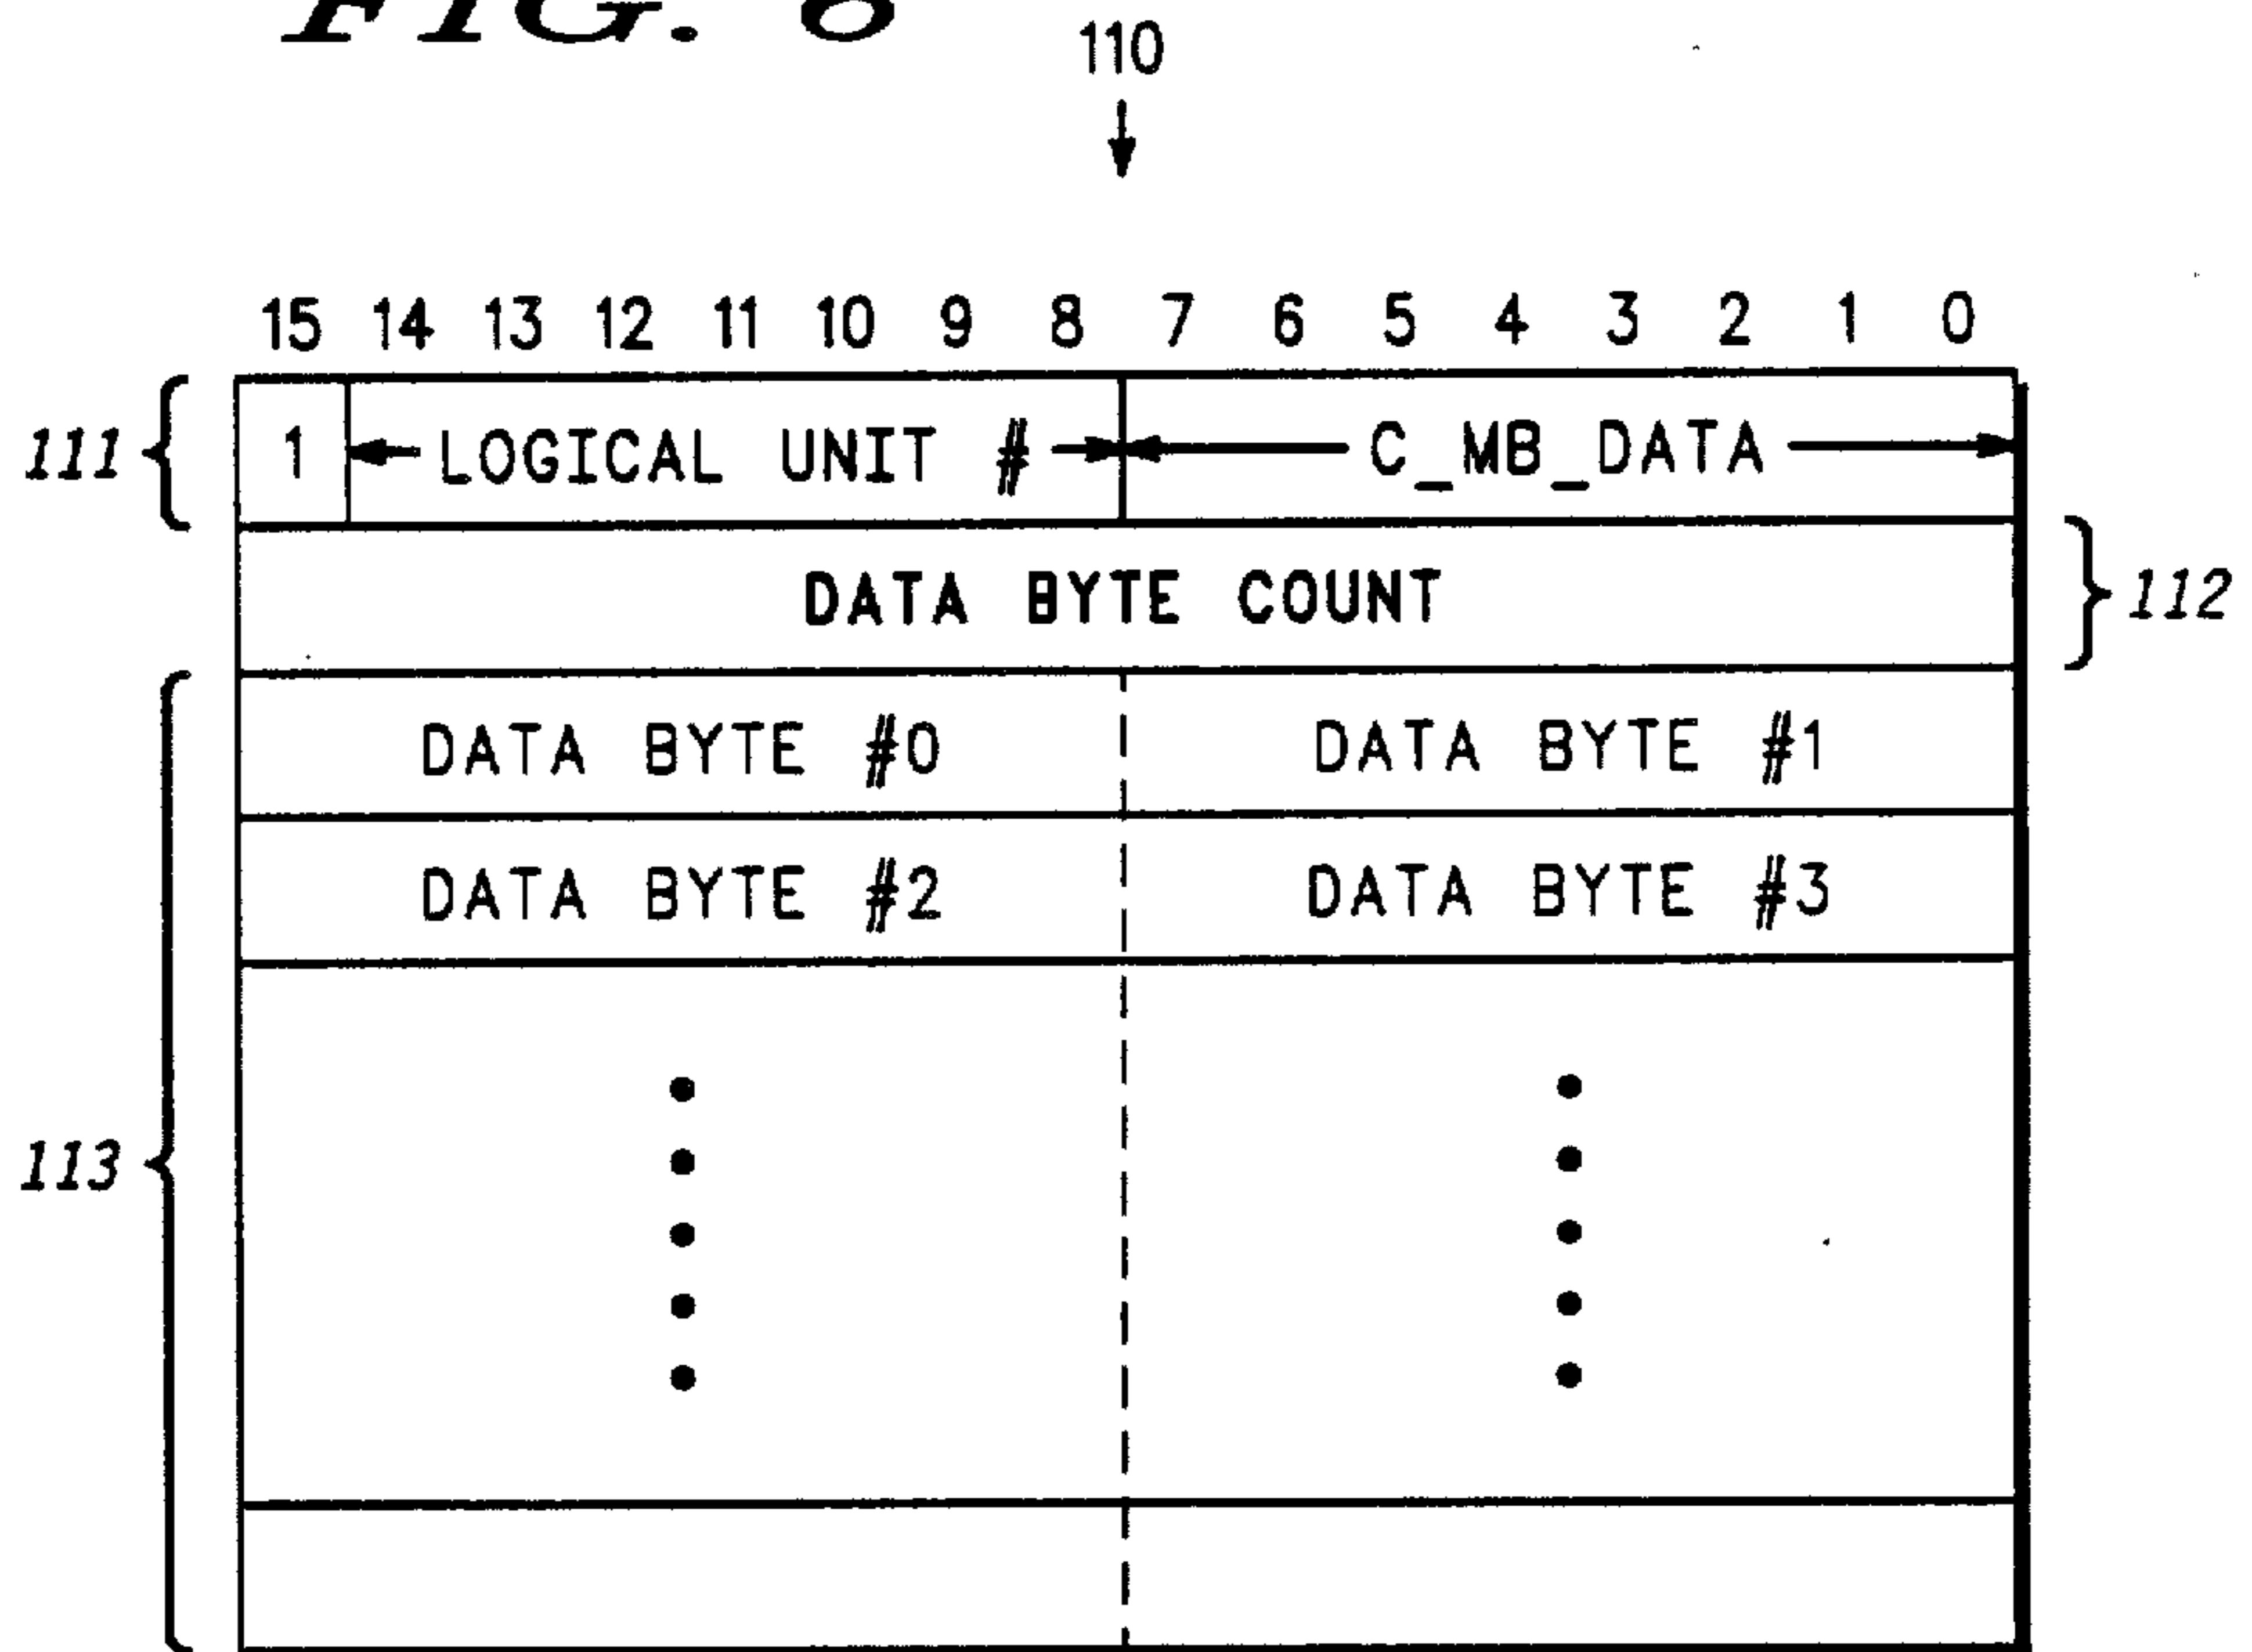 FIG.
110
15 14 13 12 11 10 9 8 7 6 5 4 3 2 1 0
111 1 LOGICAL UNIT # C_MB_DATA
DATA BYTE COUNT 112
DATA BYTE #0 DATA BYTE #1
DATA BYTE #2 DATA BYTE #3
113